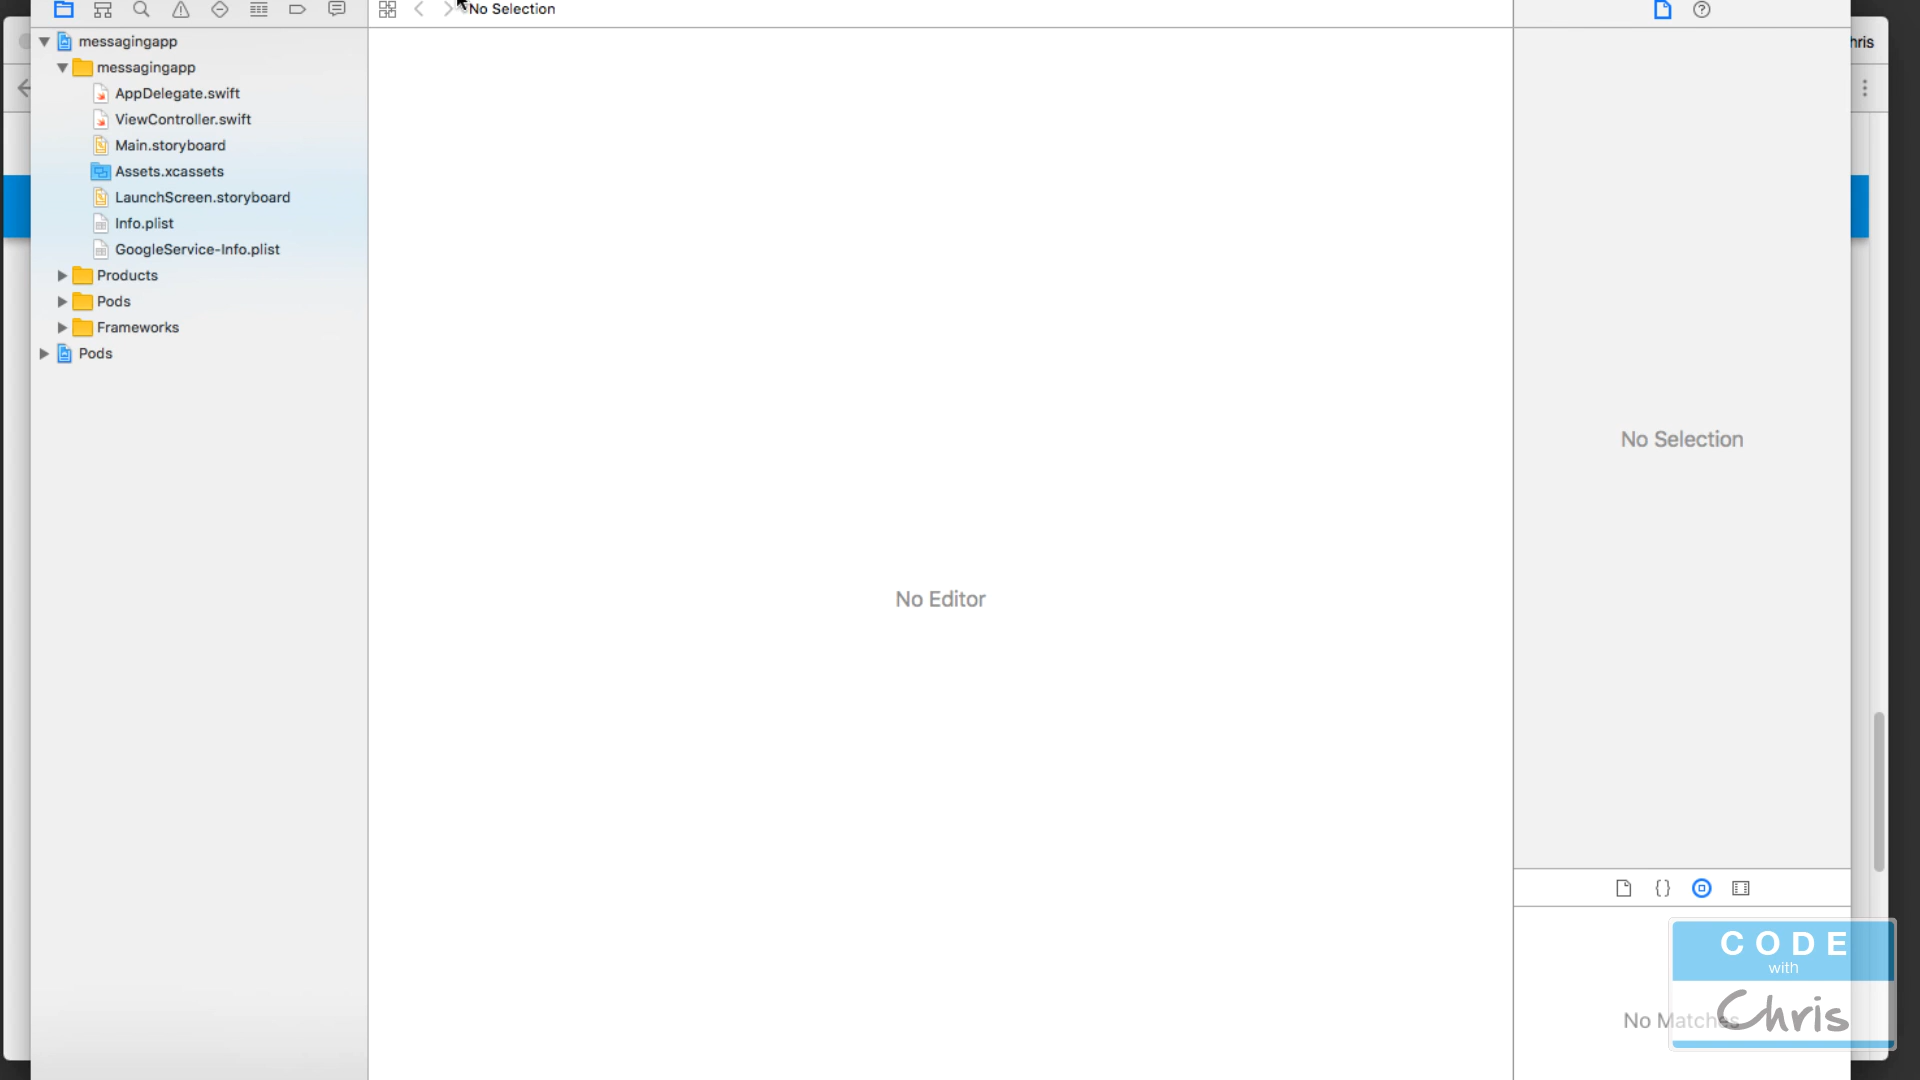 No Selection
hris
messagingapp
messagingapp
AppDelegate.swift
ViewController.swift
Main.storyboard
Assets.xcassets
LaunchScreen.storyboard
Info.plist
GoogleService-Info.plist
Products
Pods
Frameworks
Pods
No Selection
No Editor
CODE
with
Chris
No Matches